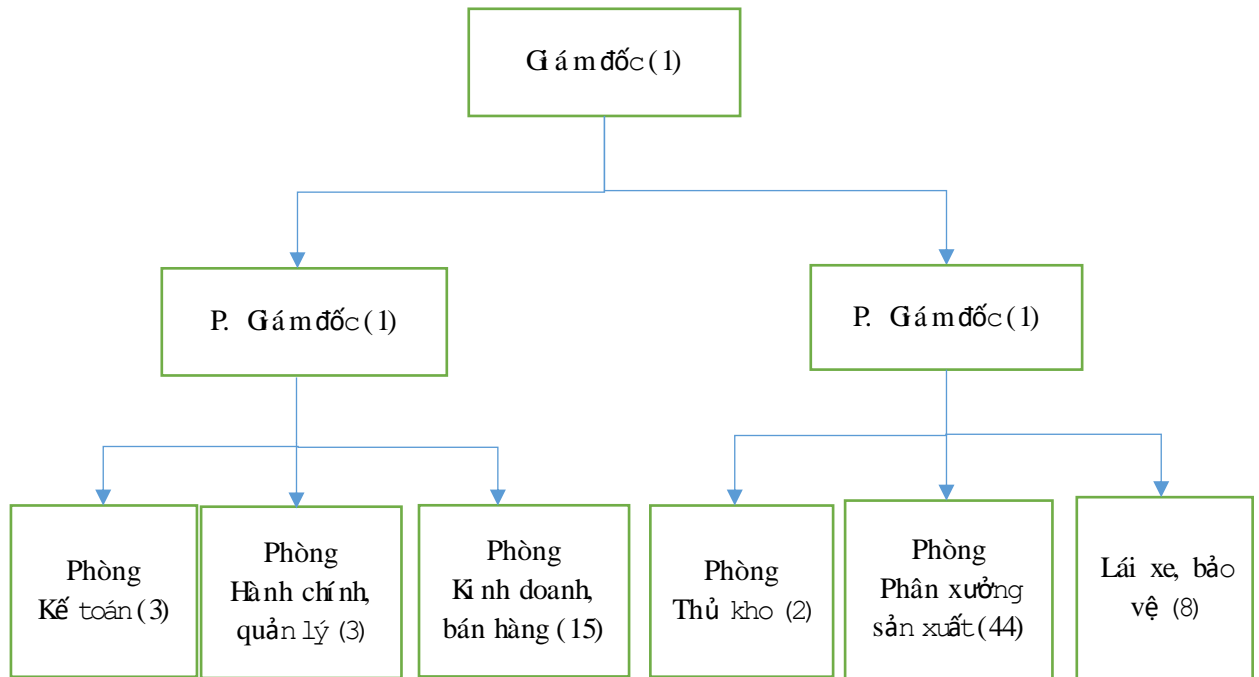 Giám đốc (1)
P. Giám đốc (1)
P. Giám đốc (1)
Phòng
Kế toán (3)
Phòng
Hành chính,
quản lý (3)
Phòng
Kinh doanh,
bán hàng (15)
Phòng
Thủ kho (2)
Phòng
Phân xưởng
sản xuất (44)
Lái xe, bảo
vệ (8)